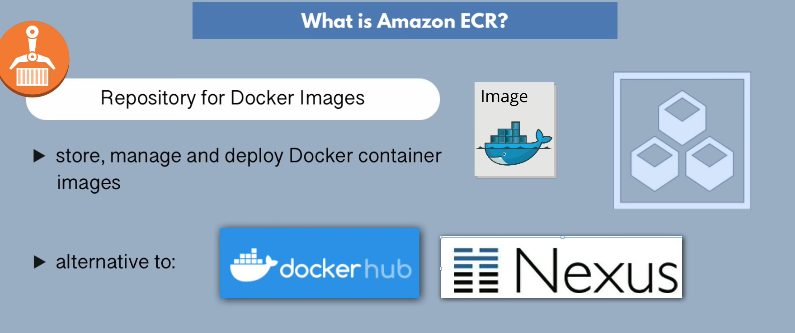 What is Amazon ECR?
Repository for Docker Images
Image
▶ store, manage and deploy Docker container
images
▶ alternative to:
dockerhub
Nexus